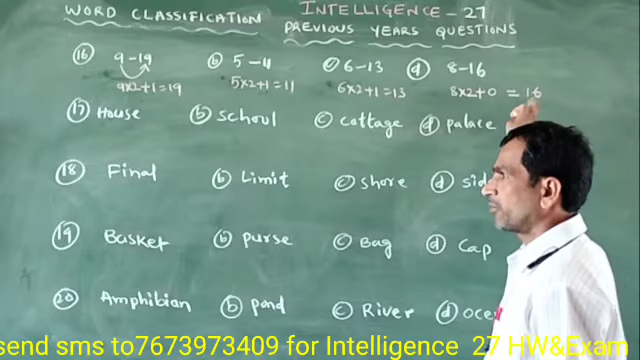 WORD CLASSIFICATION INTELLIGENCE - 27
PREVIOUS YEARS QUESTIONS
16 9-19 b 5-11 c 6-13 d 8-16
9x2+1=19 5x2+1=11 6x2+1=13 8x2+0 = 16
17 House b School c cottage d palace
18 Final b Limit c shore d
19 Basket b purse c Bag d Cap
20 Amphibian b pond c River d
send sms to7673973409 for Intelligence 27 HW&Exam